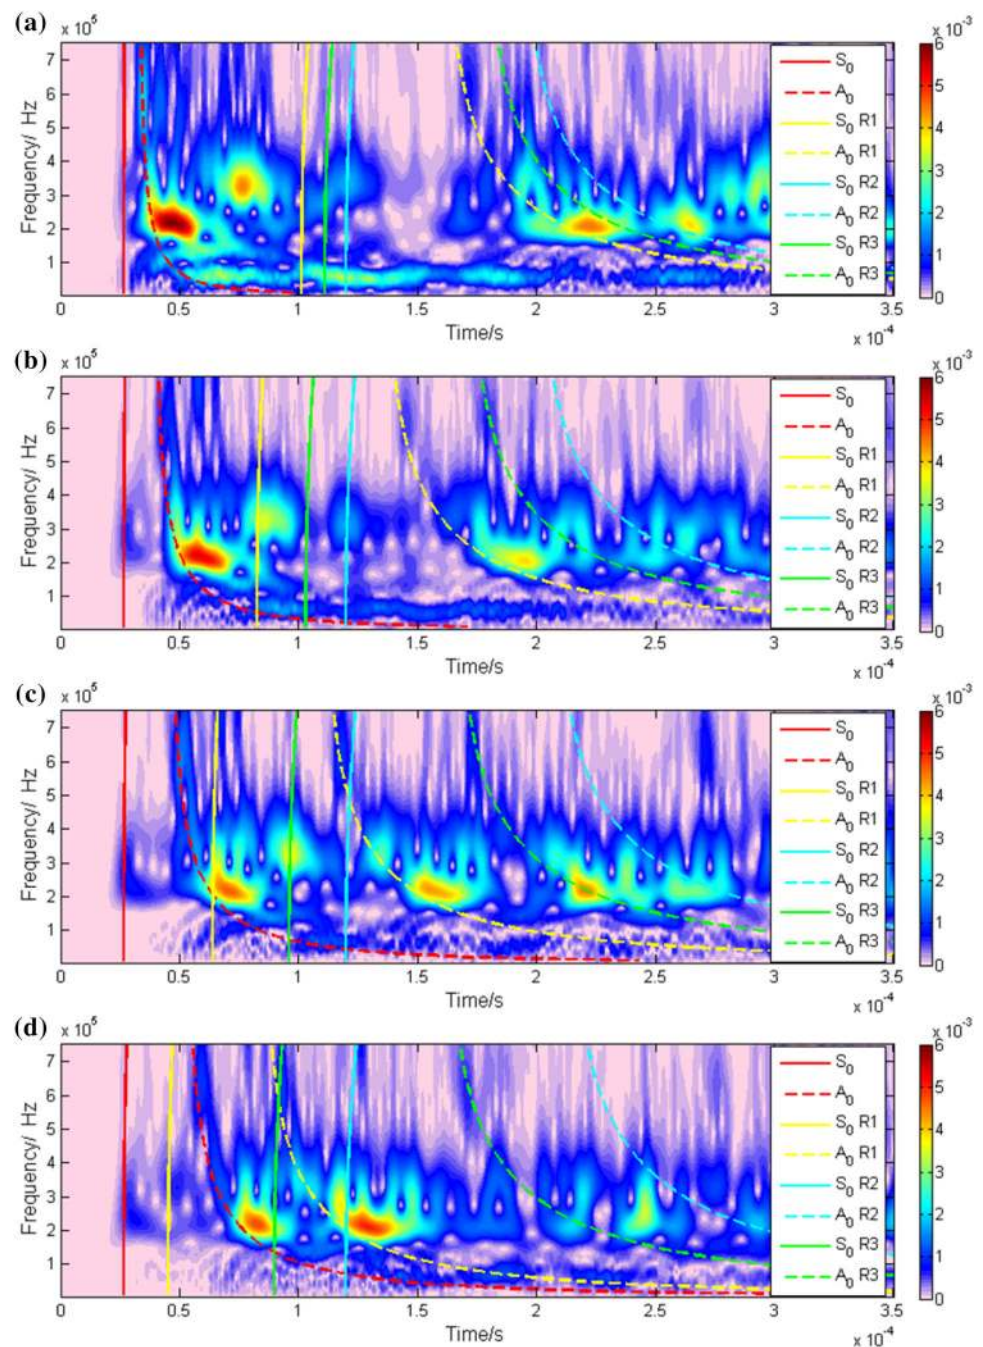 (a)
x 10⁵
Frequency/ Hz
7
6
5
4
3
2
1
0 0.5 1 1.5 2 2.5 3 3.5
Time/s
x 10⁻⁴
S₀
A₀
S₀ R1
A₀ R1
S₀ R2
A₀ R2
S₀ R3
A₀ R3
x 10⁻³
6
5
4
3
2
1
0
(b)
x 10⁵
Frequency/ Hz
7
6
5
4
3
2
1
0 0.5 1 1.5 2 2.5 3 3.5
Time/s
x 10⁻⁴
S₀
A₀
S₀ R1
A₀ R1
S₀ R2
A₀ R2
S₀ R3
A₀ R3
x 10⁻³
6
5
4
3
2
1
0
(c)
x 10⁵
Frequency/ Hz
7
6
5
4
3
2
1
0 0.5 1 1.5 2 2.5 3 3.5
Time/s
x 10⁻⁴
S₀
A₀
S₀ R1
A₀ R1
S₀ R2
A₀ R2
S₀ R3
A₀ R3
x 10⁻³
6
5
4
3
2
1
0
(d)
x 10⁵
Frequency/ Hz
7
6
5
4
3
2
1
0 0.5 1 1.5 2 2.5 3 3.5
Time/s
x 10⁻⁴
S₀
A₀
S₀ R1
A₀ R1
S₀ R2
A₀ R2
S₀ R3
A₀ R3
x 10⁻³
6
5
4
3
2
1
0